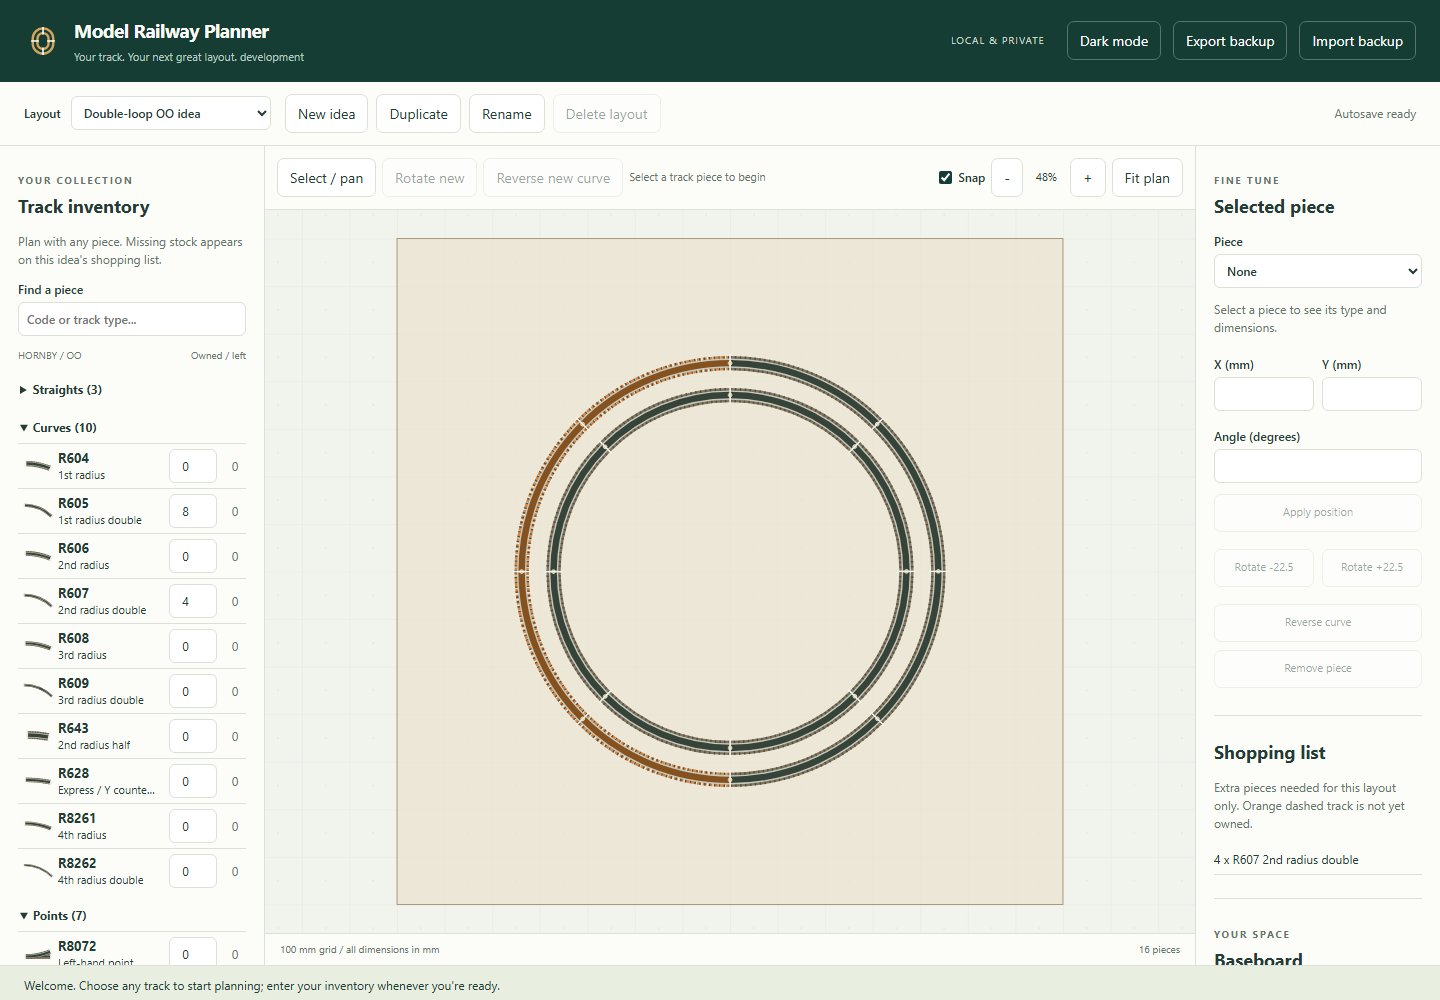 Model Railway Planner
Your track. Your next great layout. development
LOCAL & PRIVATE
Dark mode
Export backup
Import backup
Layout
Double-loop OO idea
New idea
Duplicate
Rename
Delete layout
Autosave ready
YOUR COLLECTION
Track inventory
Plan with any piece. Missing stock appears
on this idea's shopping list.
Find a piece
Code or track type...
HORNBY / OO
Owned / left
Straights (3)
Curves (10)
R604
1st radius
0
0
R605
1st radius double
8
0
R606
2nd radius
0
0
R607
2nd radius double
4
0
R608
3rd radius
0
0
R609
3rd radius double
0
0
R643
2nd radius half
0
0
R628
Express / Y counte...
0
0
R8261
4th radius
0
0
R8262
4th radius double
0
0
Points (7)
R8072
Left-hand point
0
0
Select / pan
Rotate new
Reverse new curve
Select a track piece to begin
Snap
-
48%
+
Fit plan
100 mm grid / all dimensions in mm
16 pieces
FINE TUNE
Selected piece
Piece
None
Select a piece to see its type and
dimensions.
X (mm)
Y (mm)
Angle (degrees)
Apply position
Rotate -22.5
Rotate +22.5
Reverse curve
Remove piece
Shopping list
Extra pieces needed for this layout
only. Orange dashed track is not yet
owned.
4 x R607 2nd radius double
YOUR SPACE
Baseboard
Welcome. Choose any track to start planning; enter your inventory whenever you're ready.